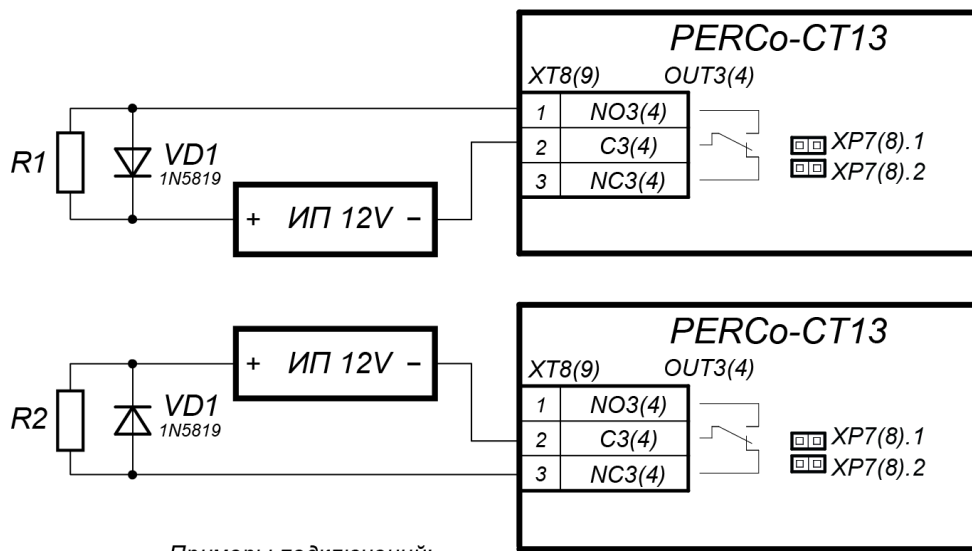 PERCo-CT13
XT8(9) OUT3(4)
1 NO3(4)
2 C3(4)
3 NC3(4)
XP7(8).1
XP7(8).2
R1
VD1
1N5819
+ ИП 12V −
PERCo-CT13
XT8(9) OUT3(4)
1 NO3(4)
2 C3(4)
3 NC3(4)
XP7(8).1
XP7(8).2
+ ИП 12V −
R2
VD1
1N5819
Примеры подключений: